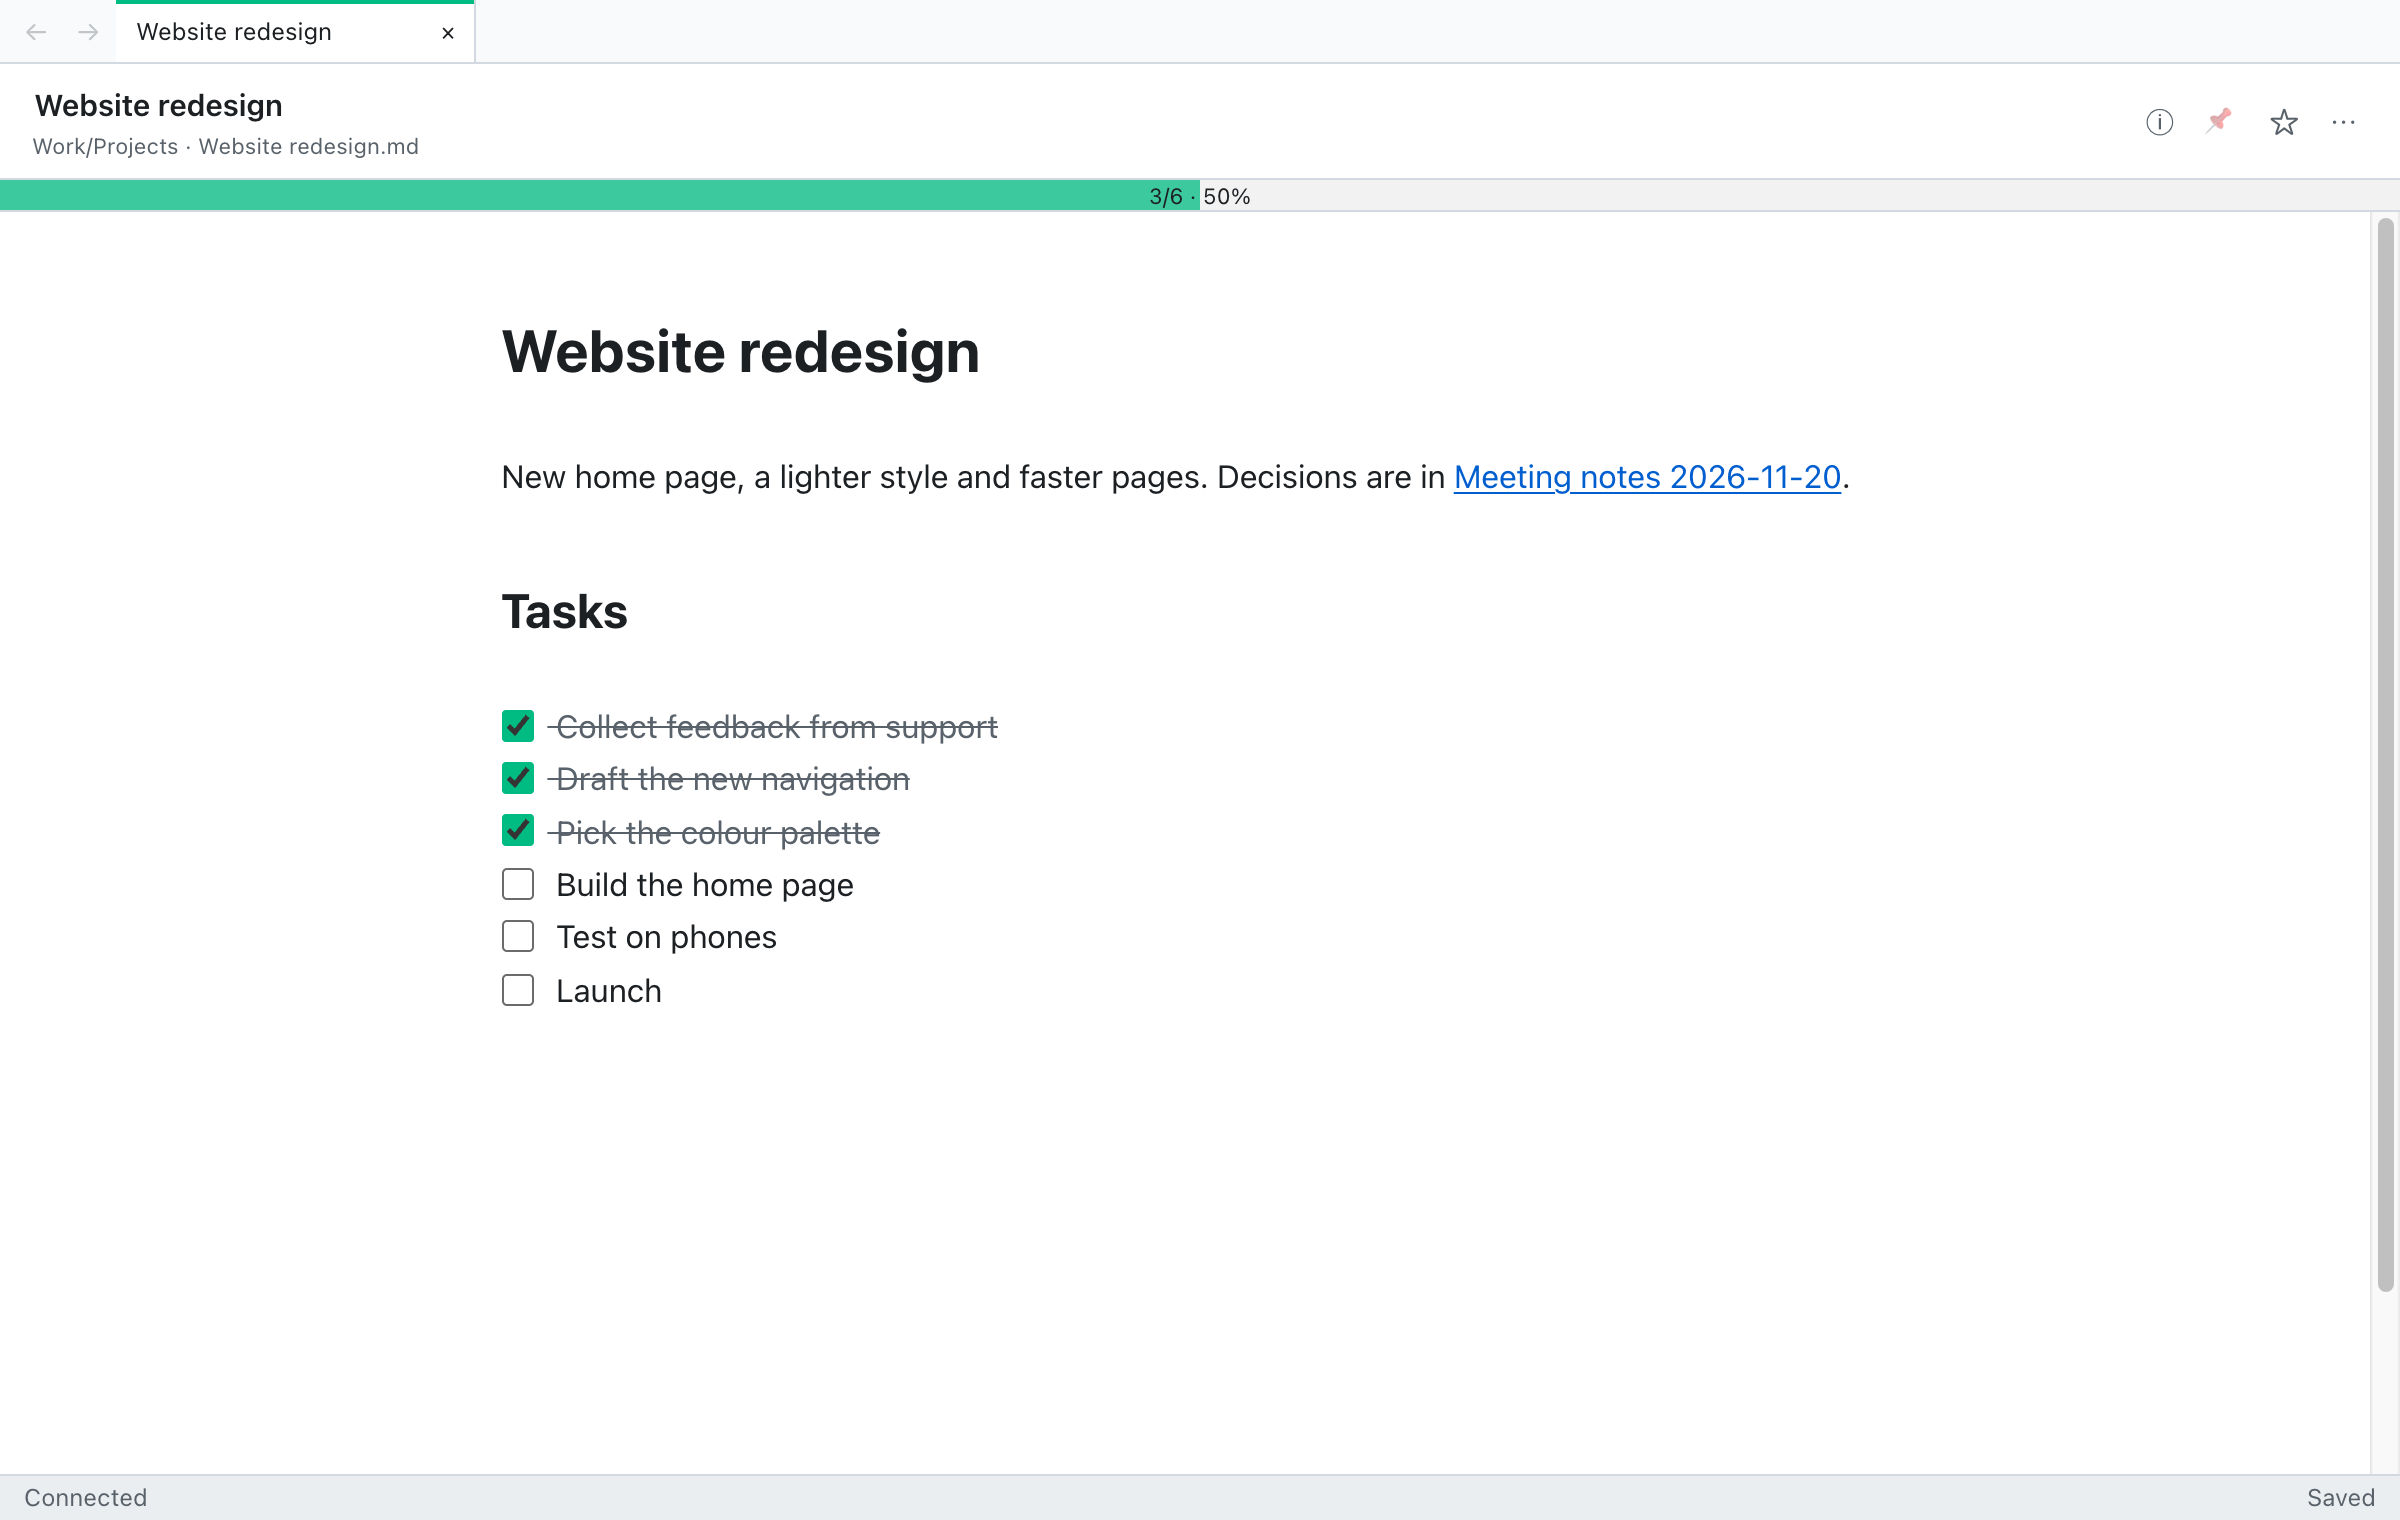 Website redesign
Website redesign
Work/Projects · Website redesign.md
3/6 · 50%
Website redesign
New home page, a lighter style and faster pages. Decisions are in Meeting notes 2026-11-20.
Tasks
Collect feedback from support
Draft the new navigation
Pick the colour palette
Build the home page
Test on phones
Launch
Connected
Saved